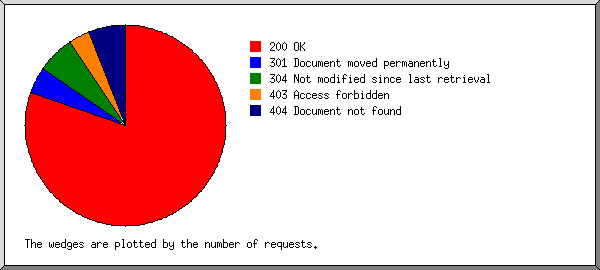 200 OK
301 Document moved permanently
304 Not modified since last retrieval
403 Access forbidden
404 Document not found
The wedges are plotted by the number of requests.